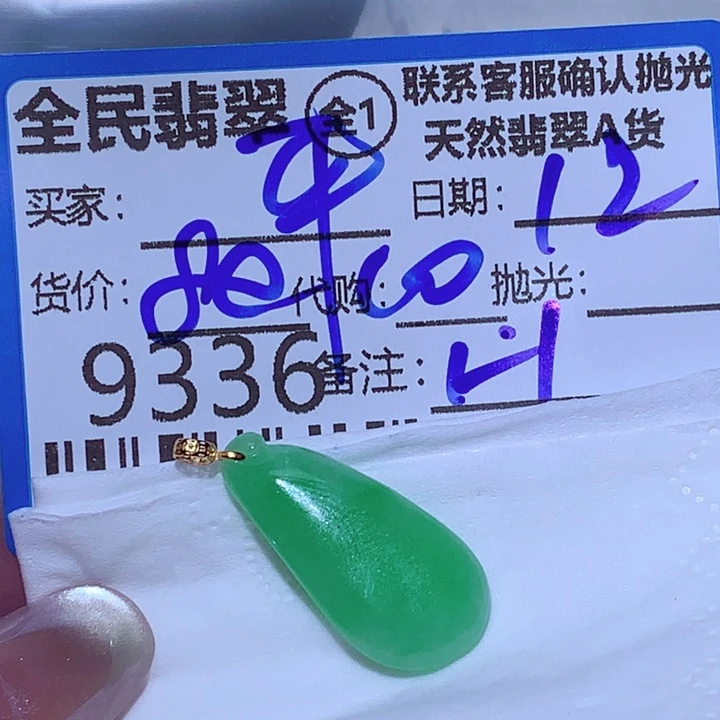 全民翡翠 全1 联系客服确认抛光
天然翡翠A货
买家： 日期： 12
货价： 代购： 抛光：
9336 备注：